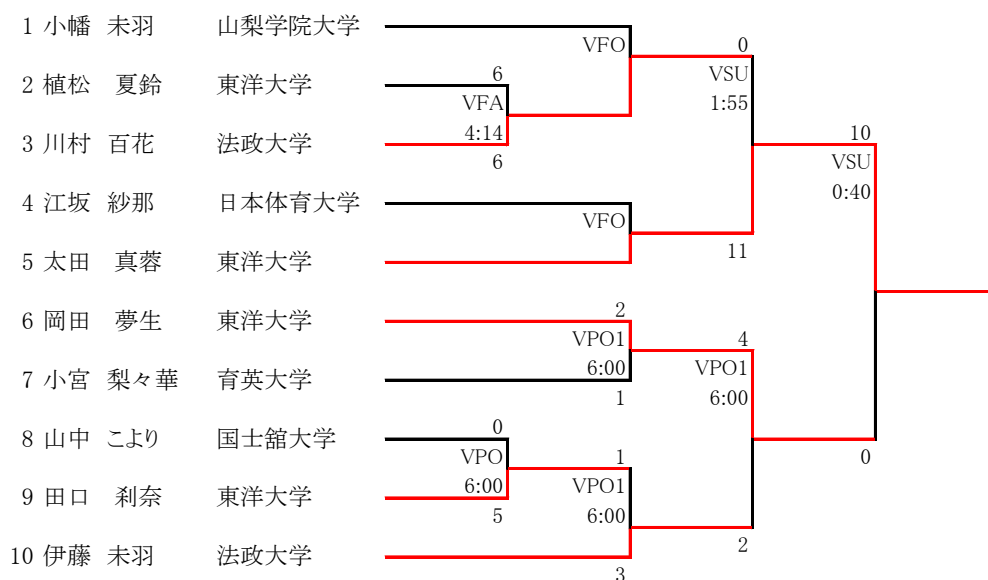 1 小幡 未羽 山梨学院大学
VFO
0
2 植松 夏鈴 東洋大学
6
VFA
4:14
VSU
1:55
3 川村 百花 法政大学
6
10
VSU
0:40
4 江坂 紗那 日本体育大学
VFO
11
5 太田 真蓉 東洋大学
6 岡田 夢生 東洋大学
2
VPO1
6:00
4
VPO1
6:00
7 小宮 梨々華 育英大学
1
8 山中 こより 国士舘大学
0
VPO
6:00
1
VPO1
6:00
0
9 田口 利奈 東洋大学
5
2
10 伊藤 未羽 法政大学
3